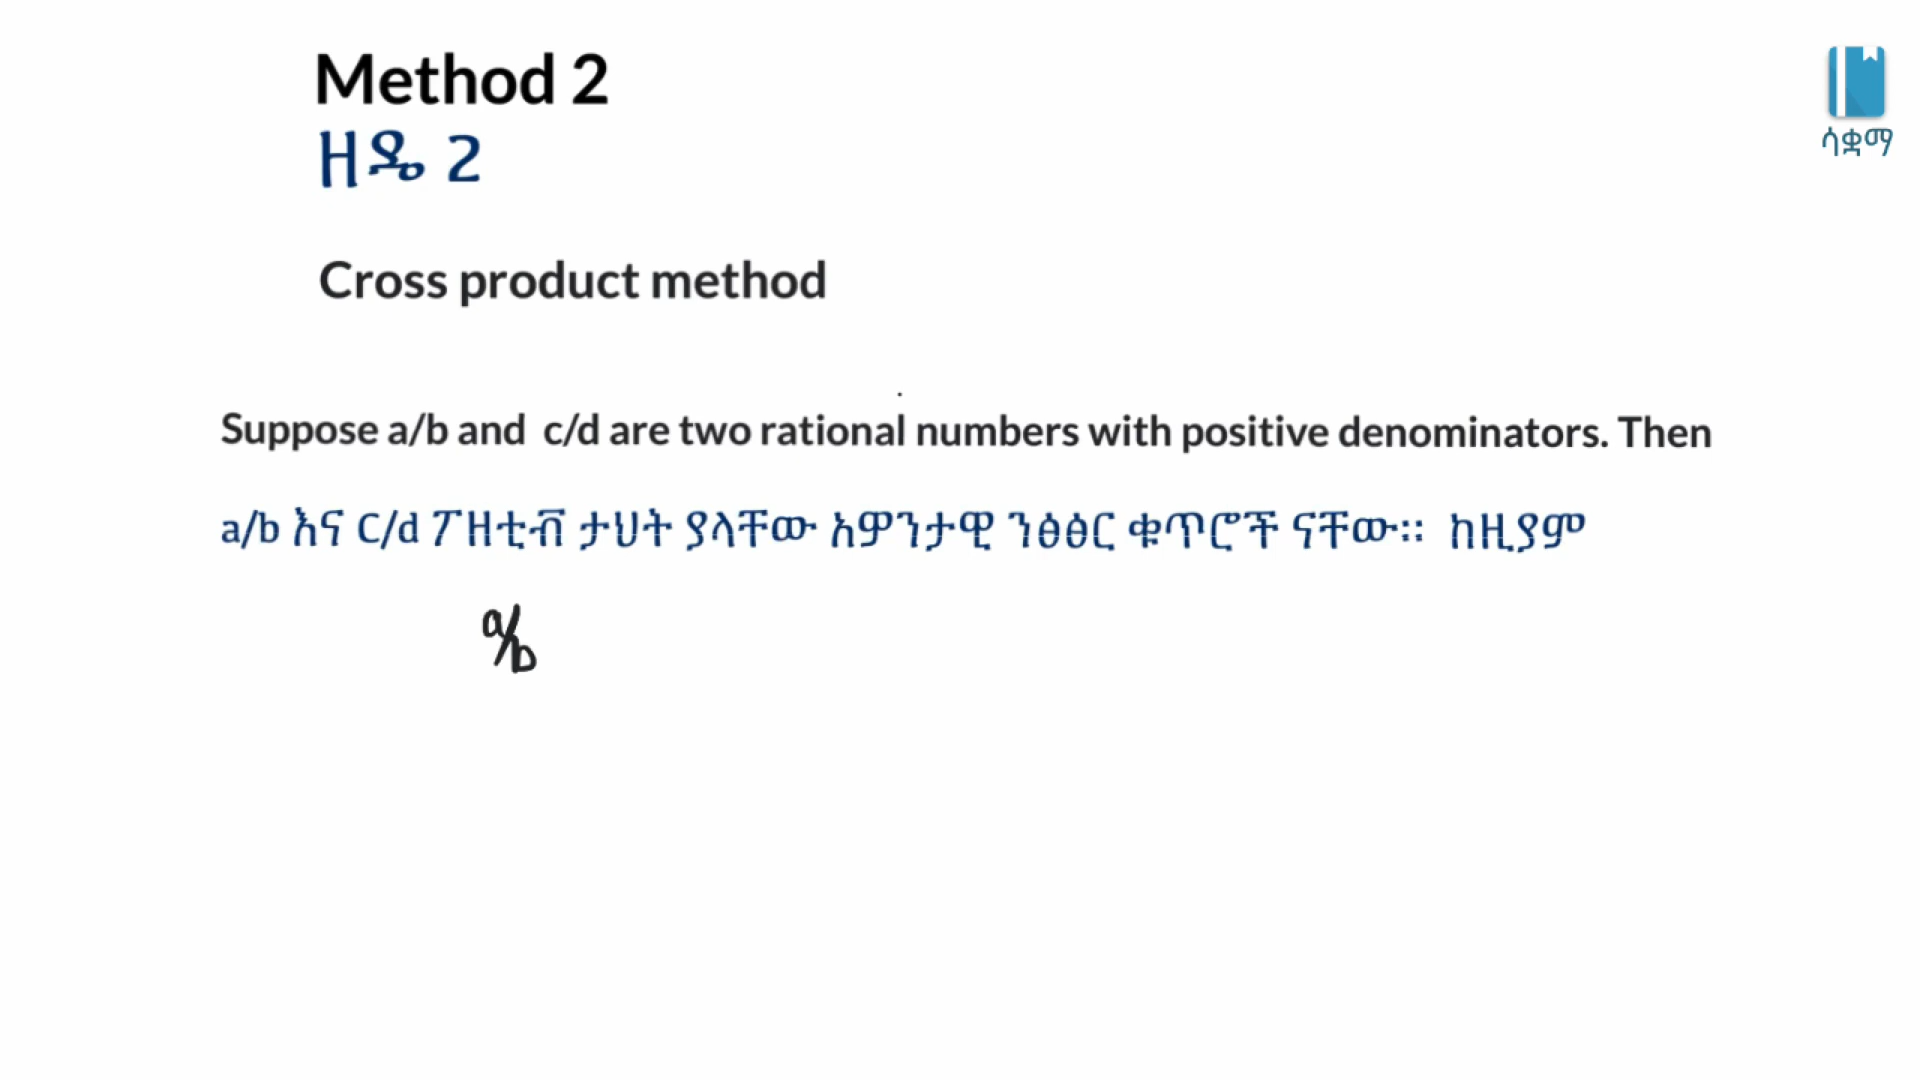 Method 2
ዘዴ 2
ሳቋማ
Cross product method
Suppose a/b and c/d are two rational numbers with positive denominators. Then
a/b እና C/d ፖዘቲቭ ታህት ያላቸው አዎንታዊ ንፅፅር ቁጥሮች ናቸው። ከዚያም
a/b